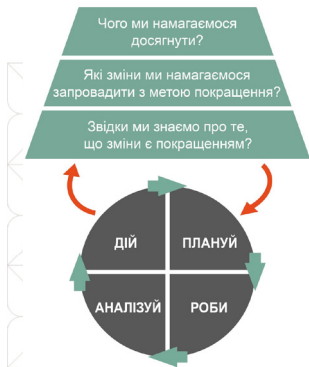 Чого ми намагаємося
досягнути?
Які зміни ми намагаємося
запровадити з метою покращення?
Звідки ми знаємо про те,
що зміни є покращенням?
ДІЙ
ПЛАНУЙ
АНАЛІЗУЙ
РОБИ